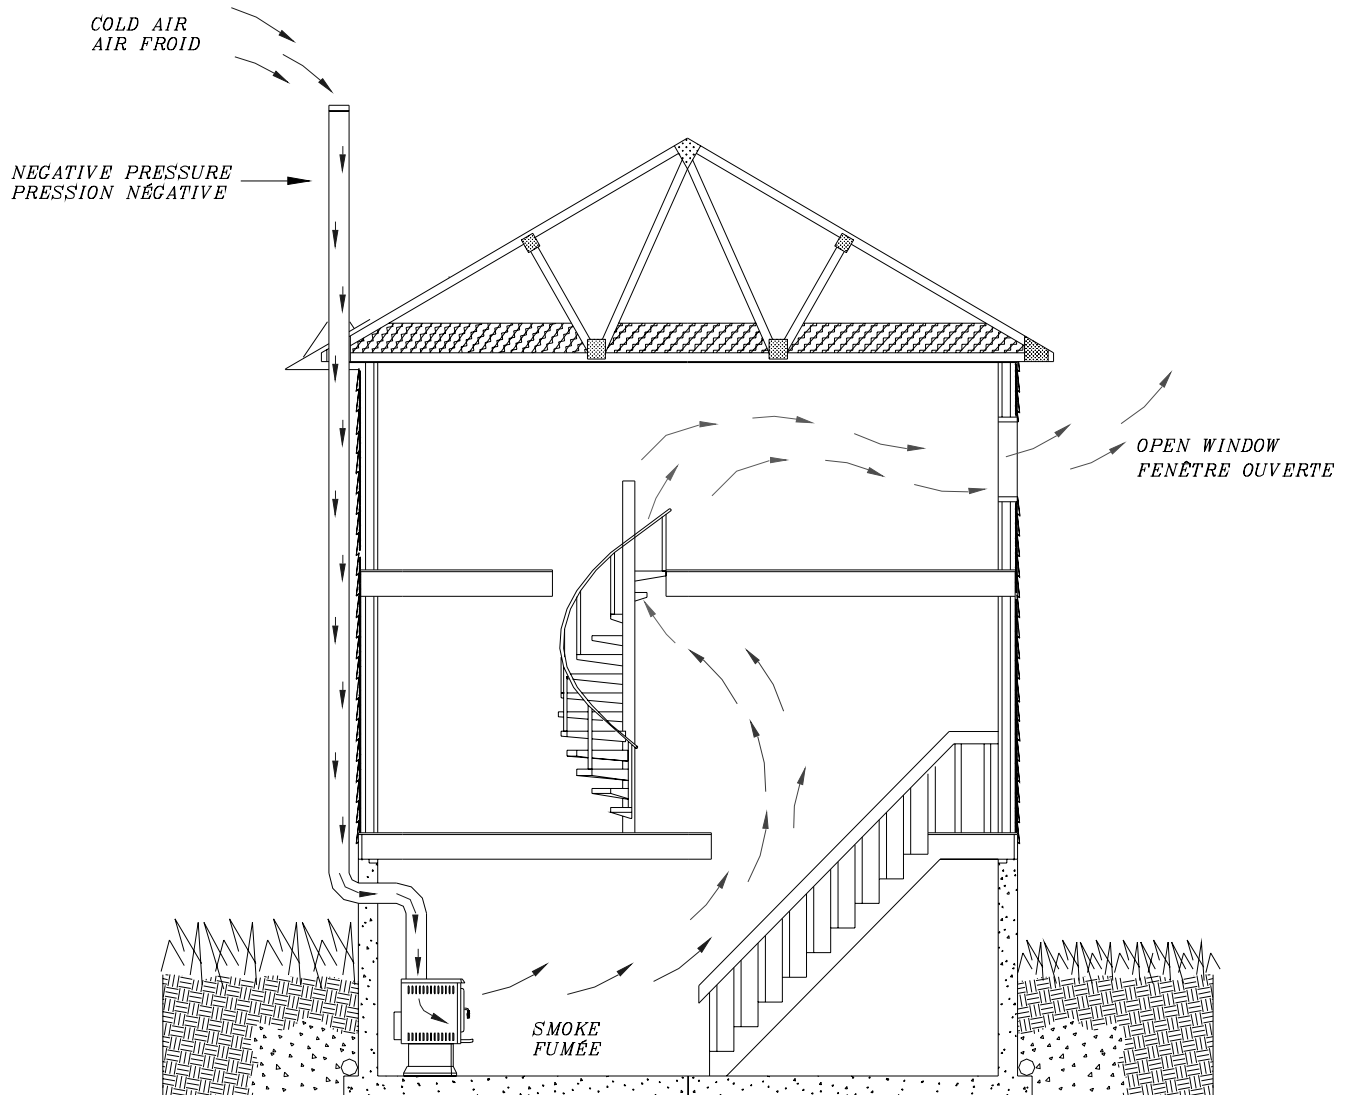 COLD AIR
AIR FROID
NEGATIVE PRESSURE
PRESSION NÉGATIVE
OPEN WINDOW
FENÊTRE OUVERTE
SMOKE
FUMÉE